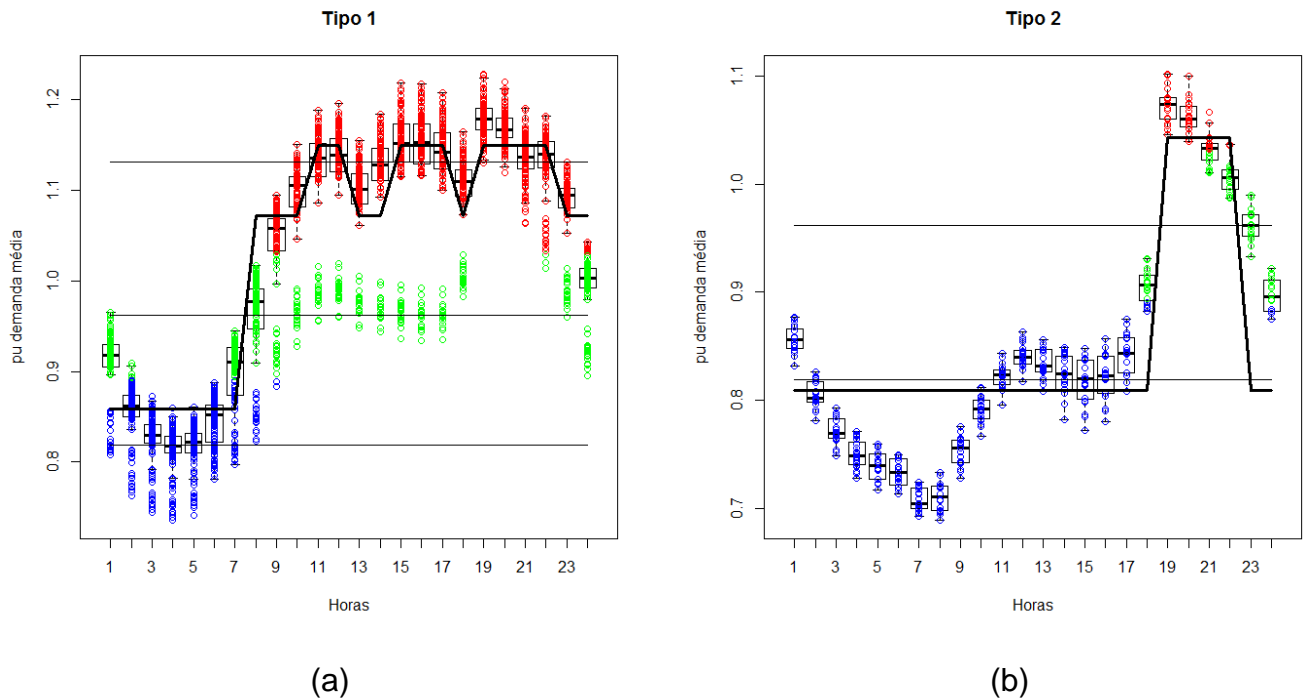 Tipo 1
pu demanda média
0.8 0.9 1.0 1.1 1.2
1 3 5 7 9 11 13 15 17 19 21 23
Horas
(a)
Tipo 2
pu demanda média
0.7 0.8 0.9 1.0 1.1
1 3 5 7 9 11 13 15 17 19 21 23
Horas
(b)